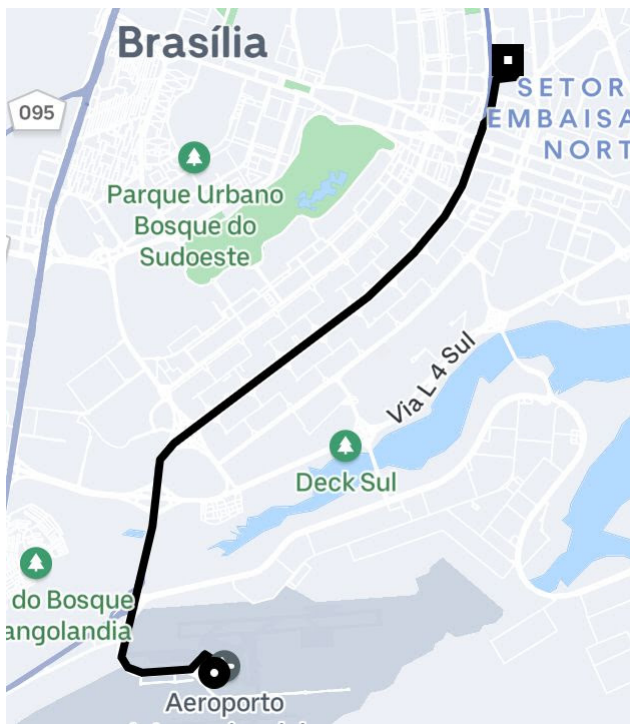 Brasília
SETOR
EMBAISA
NORT
095
Parque Urbano
Bosque do
Sudoeste
Via L 4 Sul
Deck Sul
do Bosque
angolandia
Aeroporto